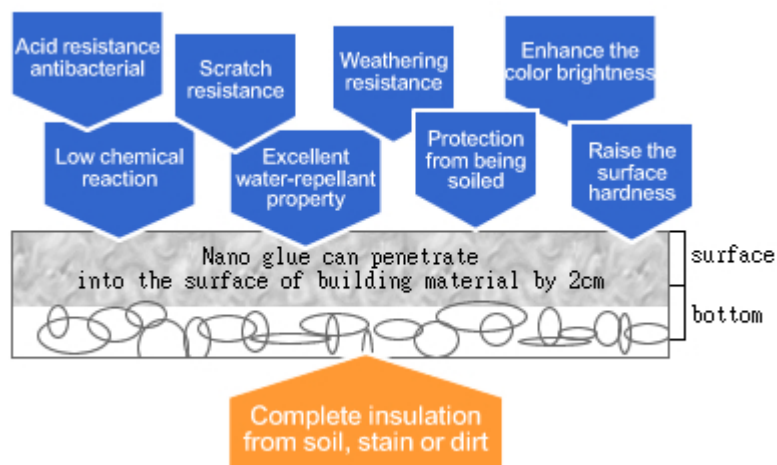 Acid resistance
antibacterial
Scratch
resistance
Weathering
resistance
Enhance the
color brightness
Low chemical
reaction
Excellent
water-repellant
property
Protection
from being
soiled
Raise the
surface
hardness
Nano glue can penetrate
into the surface of building material by 2cm
surface
bottom
Complete insulation
from soil, stain or dirt